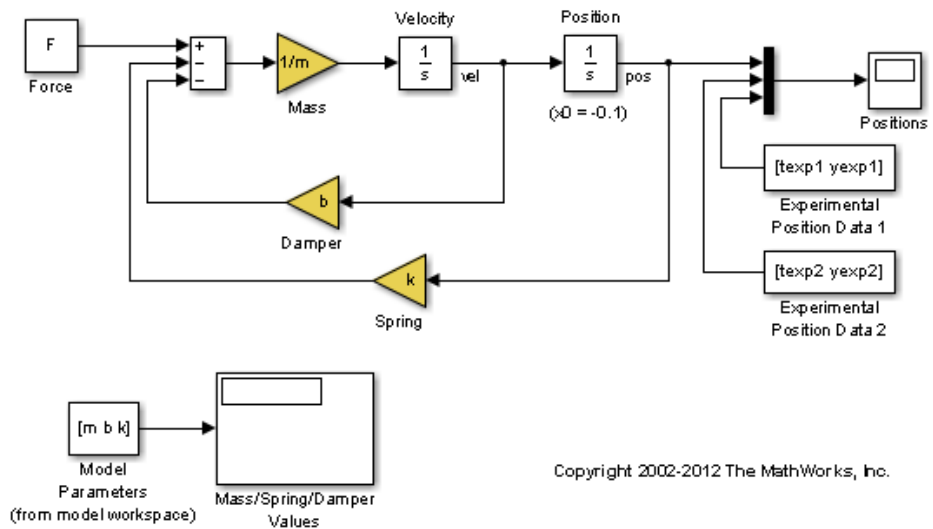 Velocity
Position
F
+
−
−
1/m
1
s
vel
1
s
pos
Force
Mass
(x0 = -0.1)
Positions
[texp1 yexp1]
b
Experimental
Position Data 1
Damper
k
[texp2 yexp2]
Spring
Experimental
Position Data 2
[m b k]
Model
Parameters
(from model workspace)
Mass/Spring/Damper
Values
Copyright 2002-2012 The MathWorks, Inc.